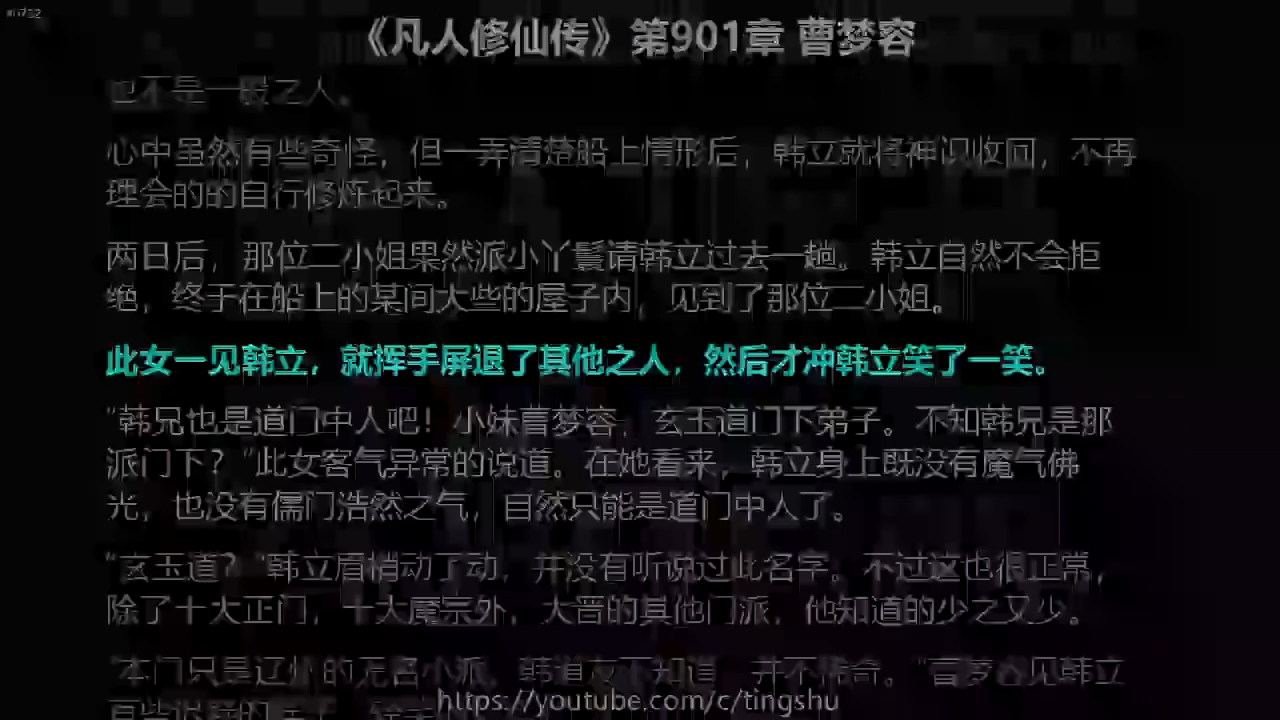 《凡人修仙传》第901章 曹梦容
也不是一般之人。
心中虽然有些奇怪，但一弄清楚船上情形后，韩立就将神识收回，不再
理会的的自行修炼起来。
两日后，那位二小姐果然派小丫鬟请韩立过去一趟。韩立自然不会拒
绝，终于在船上的某间大些的屋子内，见到了那位二小姐。
此女一见韩立，就挥手屏退了其他之人，然后才冲韩立笑了一笑。
“韩兄也是道门中人吧！小妹曹梦容，玄玉道门下弟子。不知韩兄是那
派门下？”此女客气异常的说道。在她看来，韩立身上既没有魔气佛
光，也没有儒门浩然之气，自然只能是道门中人了。
“玄玉道？”韩立眉梢动了动，并没有听说过此名字。不过这也很正常，
除了十大正门，十大魔宗外，大晋的其他门派，他知道的少之又少。
“本门只是辽州的无名小派，韩道友不知道，并不稀奇。”曹梦容见韩立
https://youtube.com/c/tingshu